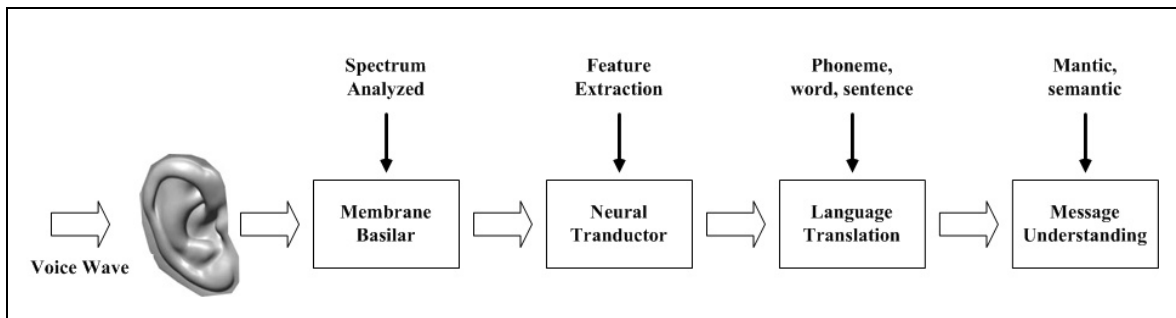 Spectrum
Analyzed
Feature
Extraction
Phoneme,
word, sentence
Mantic,
semantic
Voice Wave
Membrane
Basilar
Neural
Tranductor
Language
Translation
Message
Understanding